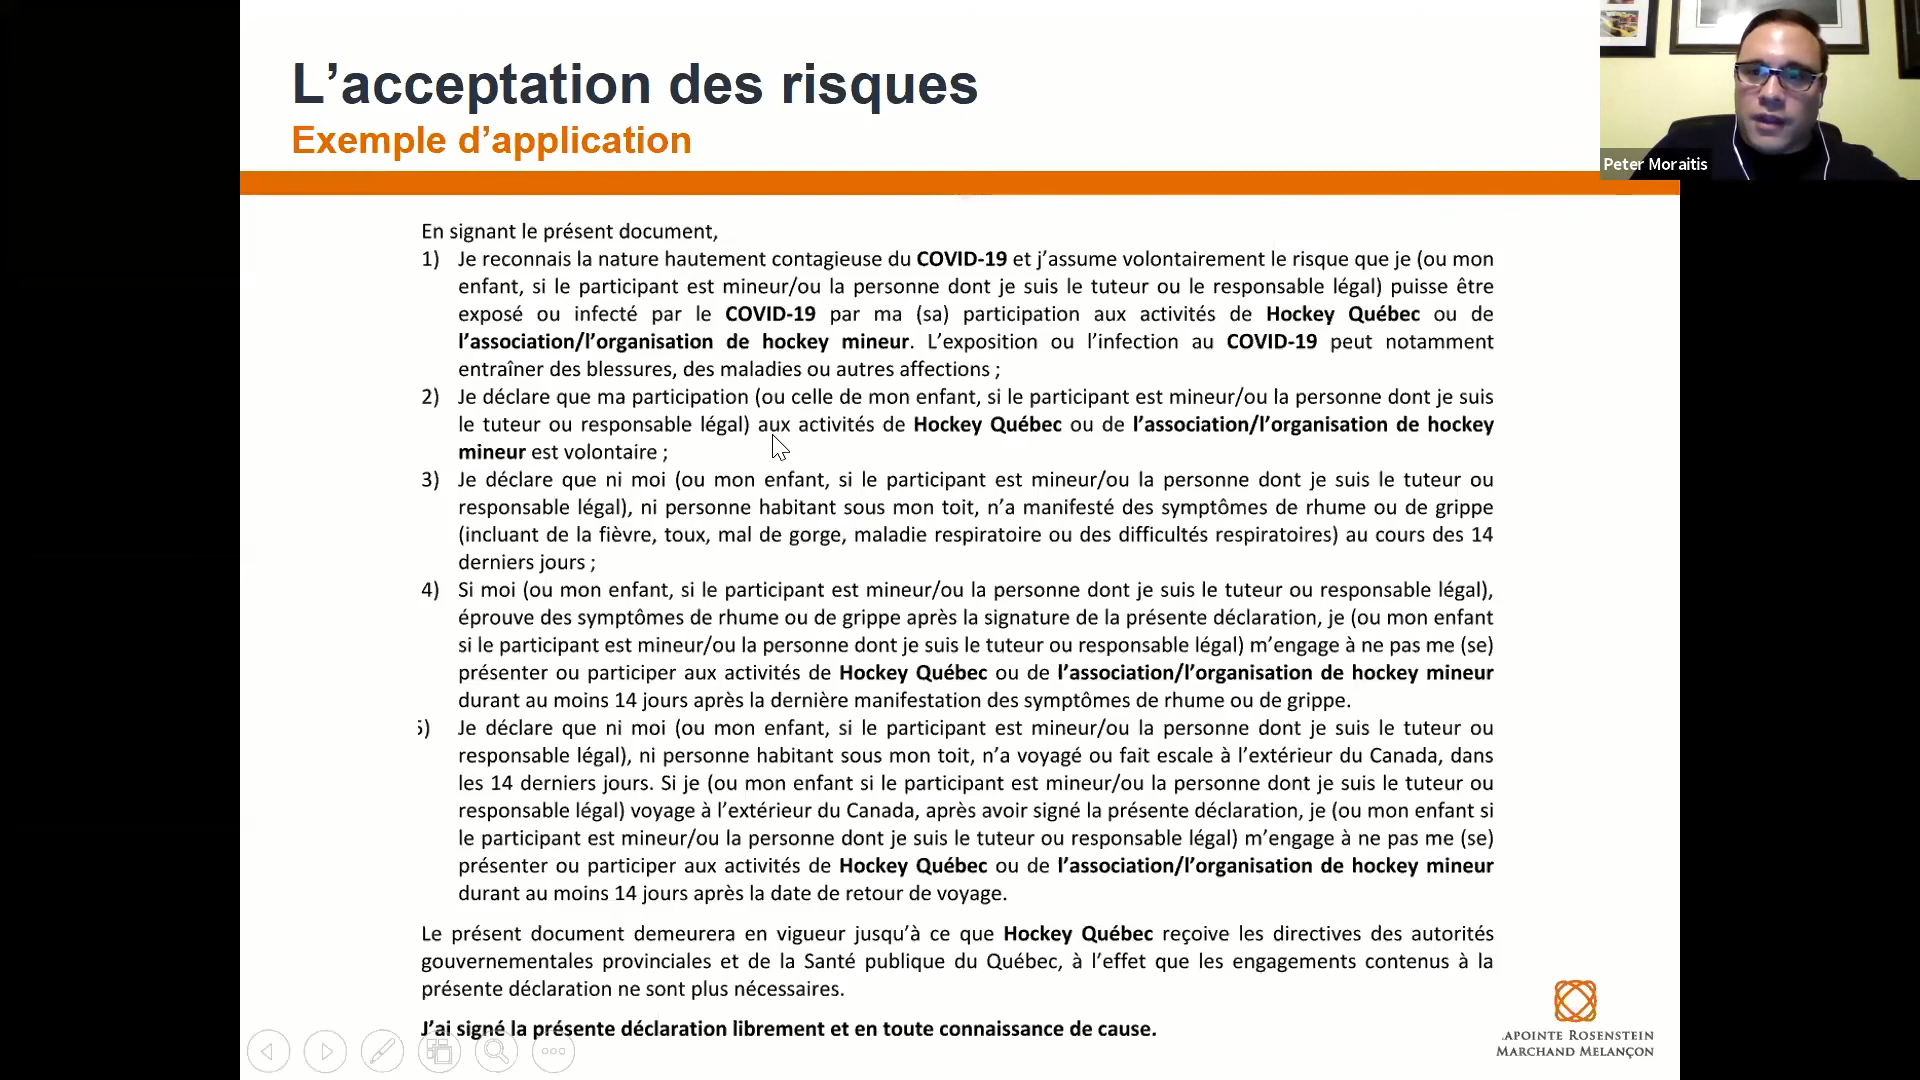 L’acceptation des risques
Exemple d’application
Peter Moraitis
En signant le présent document,
1) Je reconnais la nature hautement contagieuse du COVID-19 et j’assume volontairement le risque que je (ou mon
enfant, si le participant est mineur/ou la personne dont je suis le tuteur ou le responsable légal) puisse être
exposé ou infecté par le COVID-19 par ma (sa) participation aux activités de Hockey Québec ou de
l’association/l’organisation de hockey mineur. L’exposition ou l’infection au COVID-19 peut notamment
entraîner des blessures, des maladies ou autres affections ;
2) Je déclare que ma participation (ou celle de mon enfant, si le participant est mineur/ou la personne dont je suis
le tuteur ou responsable légal) aux activités de Hockey Québec ou de l’association/l’organisation de hockey
mineur est volontaire ;
3) Je déclare que ni moi (ou mon enfant, si le participant est mineur/ou la personne dont je suis le tuteur ou
responsable légal), ni personne habitant sous mon toit, n’a manifesté des symptômes de rhume ou de grippe
(incluant de la fièvre, toux, mal de gorge, maladie respiratoire ou des difficultés respiratoires) au cours des 14
derniers jours ;
4) Si moi (ou mon enfant, si le participant est mineur/ou la personne dont je suis le tuteur ou responsable légal),
éprouve des symptômes de rhume ou de grippe après la signature de la présente déclaration, je (ou mon enfant
si le participant est mineur/ou la personne dont je suis le tuteur ou responsable légal) m’engage à ne pas me (se)
présenter ou participer aux activités de Hockey Québec ou de l’association/l’organisation de hockey mineur
durant au moins 14 jours après la dernière manifestation des symptômes de rhume ou de grippe.
5) Je déclare que ni moi (ou mon enfant, si le participant est mineur/ou la personne dont je suis le tuteur ou
responsable légal), ni personne habitant sous mon toit, n’a voyagé ou fait escale à l’extérieur du Canada, dans
les 14 derniers jours. Si je (ou mon enfant si le participant est mineur/ou la personne dont je suis le tuteur ou
responsable légal) voyage à l’extérieur du Canada, après avoir signé la présente déclaration, je (ou mon enfant si
le participant est mineur/ou la personne dont je suis le tuteur ou responsable légal) m’engage à ne pas me (se)
présenter ou participer aux activités de Hockey Québec ou de l’association/l’organisation de hockey mineur
durant au moins 14 jours après la date de retour de voyage.
Le présent document demeurera en vigueur jusqu’à ce que Hockey Québec reçoive les directives des autorités
gouvernementales provinciales et de la Santé publique du Québec, à l’effet que les engagements contenus à la
présente déclaration ne sont plus nécessaires.
J’ai signé la présente déclaration librement et en toute connaissance de cause.
APOINTE ROSENSTEIN
MARCHAND MELANÇON